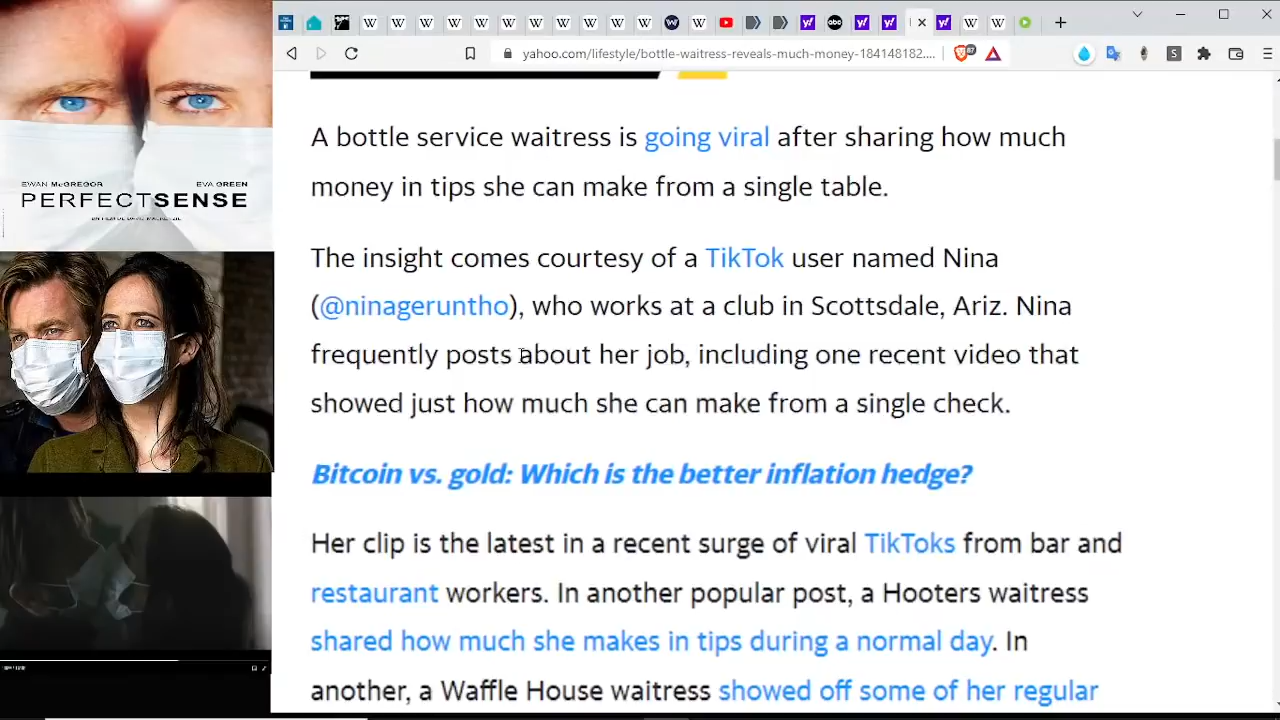 yahoo.com/lifestyle/bottle-waitress-reveals-much-money-184148182....
EWAN McGREGOR EVA GREEN
PERFECTSENSE
A bottle service waitress is going viral after sharing how much
money in tips she can make from a single table.
The insight comes courtesy of a TikTok user named Nina
(@ninageruntho), who works at a club in Scottsdale, Ariz. Nina
frequently posts about her job, including one recent video that
showed just how much she can make from a single check.
Bitcoin vs. gold: Which is the better inflation hedge?
Her clip is the latest in a recent surge of viral TikToks from bar and
restaurant workers. In another popular post, a Hooters waitress
shared how much she makes in tips during a normal day. In
another, a Waffle House waitress showed off some of her regular